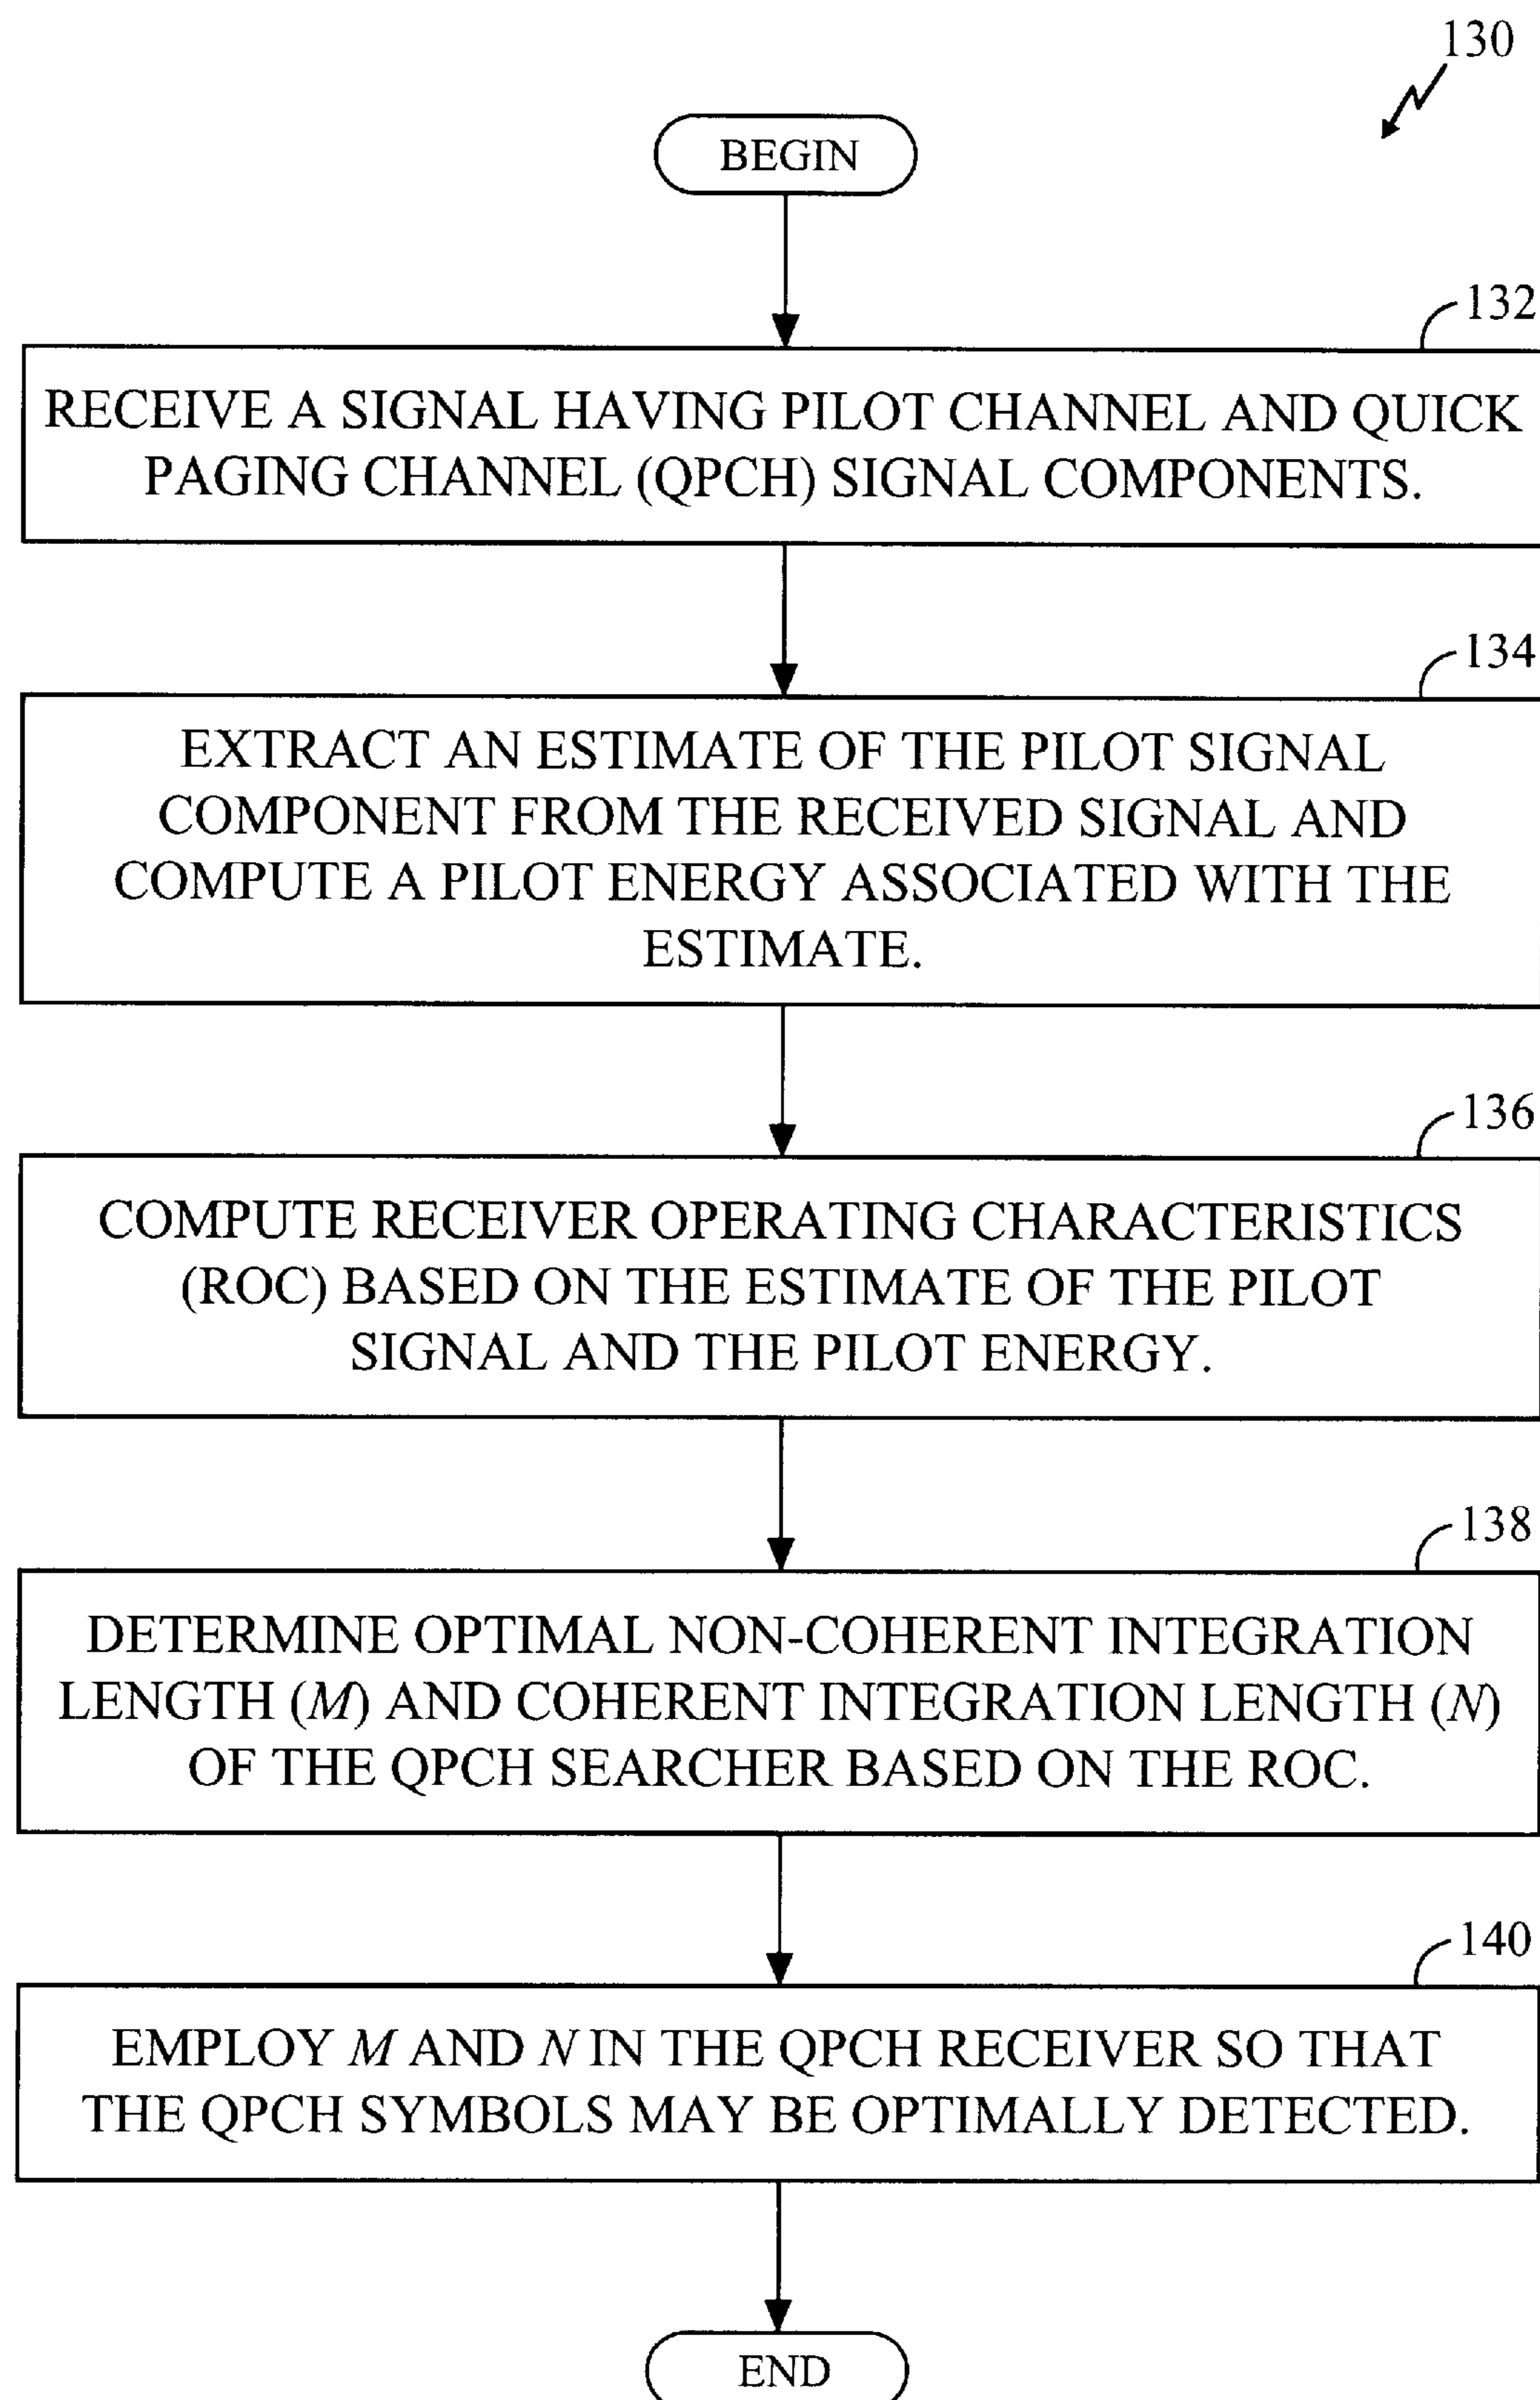 130
BEGIN
132
RECEIVE A SIGNAL HAVING PILOT CHANNEL AND QUICK
PAGING CHANNEL (QPCH) SIGNAL COMPONENTS.
134
EXTRACT AN ESTIMATE OF THE PILOT SIGNAL
COMPONENT FROM THE RECEIVED SIGNAL AND
COMPUTE A PILOT ENERGY ASSOCIATED WITH THE
ESTIMATE.
136
COMPUTE RECEIVER OPERATING CHARACTERISTICS
(ROC) BASED ON THE ESTIMATE OF THE PILOT
SIGNAL AND THE PILOT ENERGY.
138
DETERMINE OPTIMAL NON-COHERENT INTEGRATION
LENGTH (M) AND COHERENT INTEGRATION LENGTH (N)
OF THE QPCH SEARCHER BASED ON THE ROC.
140
EMPLOY M AND N IN THE QPCH RECEIVER SO THAT
THE QPCH SYMBOLS MAY BE OPTIMALLY DETECTED.
END